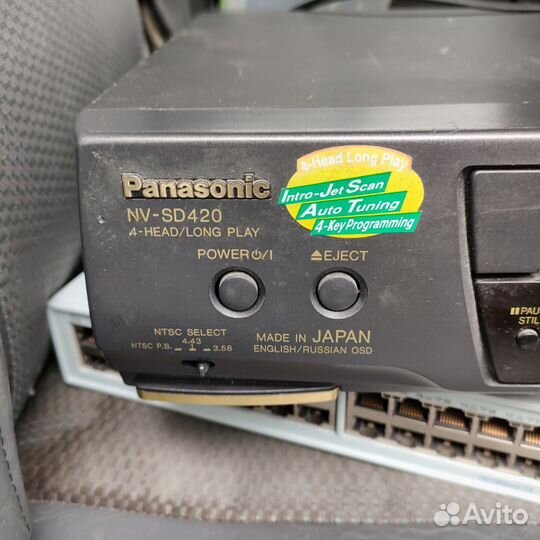 Panasonic
NV-SD420
4-HEAD/LONG PLAY
4-Head Long Play
Intro-Jet Scan
Auto Tuning
4-Key Programming
POWER ⏻/I
⏏EJECT
NTSC SELECT
4.43
NTSC P.B. 3.58
MADE IN JAPAN
ENGLISH/RUSSIAN OSD
Avito